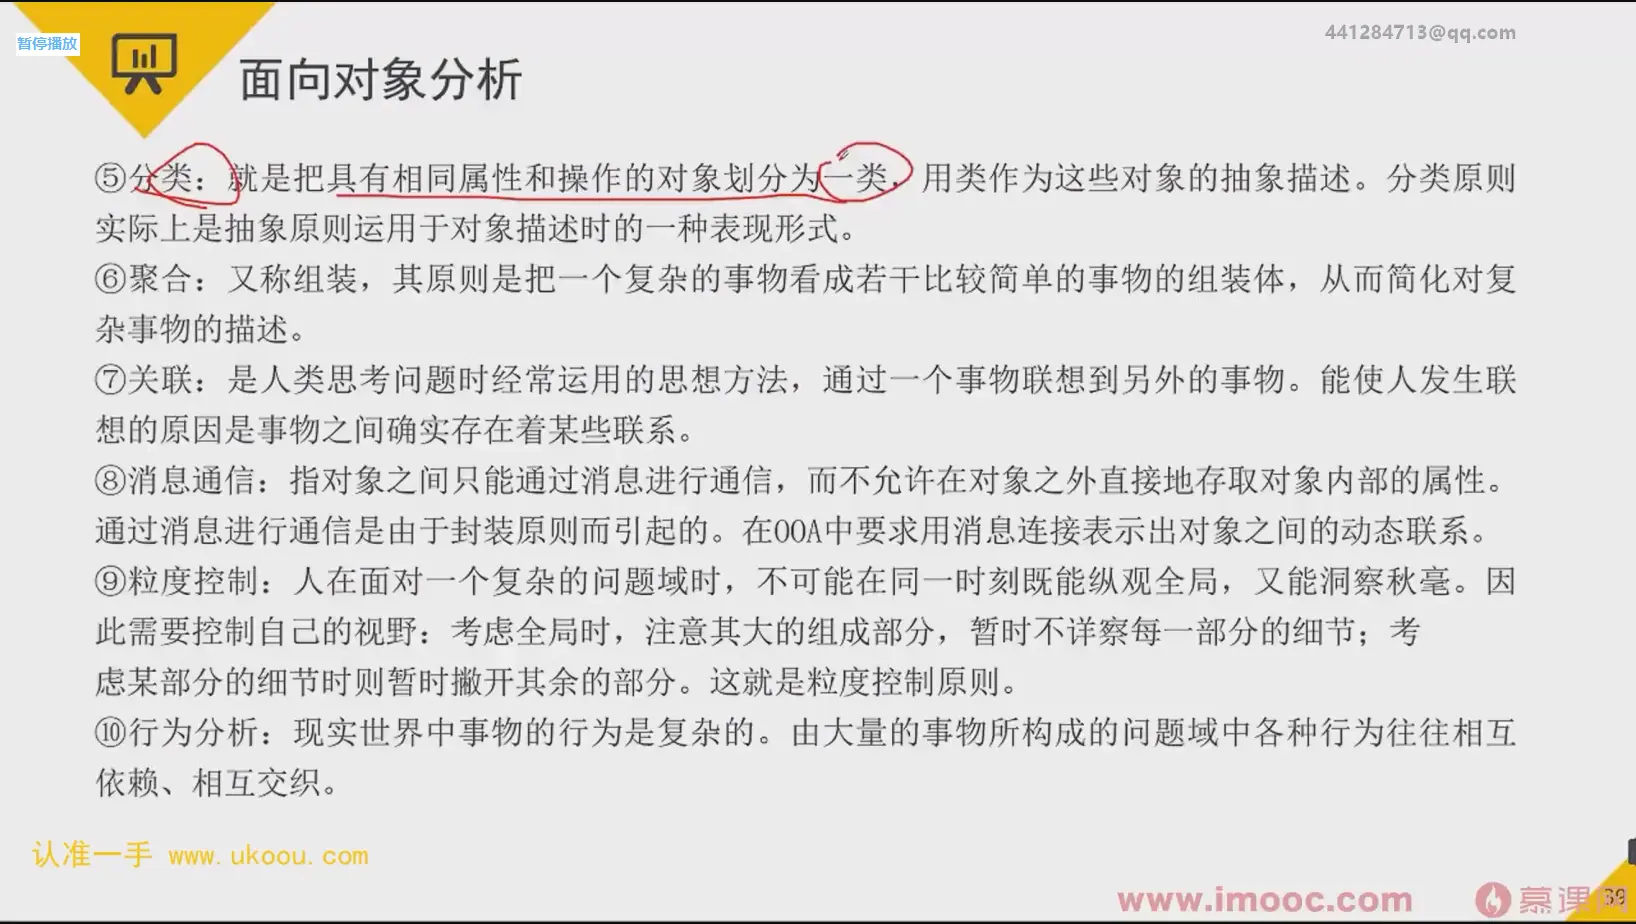 暂停播放
441284713@qq.com
面向对象分析
⑤分类：就是把具有相同属性和操作的对象划分为一类，用类作为这些对象的抽象描述。分类原则
实际上是抽象原则运用于对象描述时的一种表现形式。
⑥聚合：又称组装，其原则是把一个复杂的事物看成若干比较简单的事物的组装体，从而简化对复
杂事物的描述。
⑦关联：是人类思考问题时经常运用的思想方法，通过一个事物联想到另外的事物。能使人发生联
想的原因是事物之间确实存在着某些联系。
⑧消息通信：指对象之间只能通过消息进行通信，而不允许在对象之外直接地存取对象内部的属性。
通过消息进行通信是由于封装原则而引起的。在OOA中要求用消息连接表示出对象之间的动态联系。
⑨粒度控制：人在面对一个复杂的问题域时，不可能在同一时刻既能纵观全局，又能洞察秋毫。因
此需要控制自己的视野：考虑全局时，注意其大的组成部分，暂时不详察每一部分的细节；考
虑某部分的细节时则暂时撇开其余的部分。这就是粒度控制原则。
⑩行为分析：现实世界中事物的行为是复杂的。由大量的事物所构成的问题域中各种行为往往相互
依赖、相互交织。
认准一手 www.ukoou.com
www.imooc.com 慕课网
39